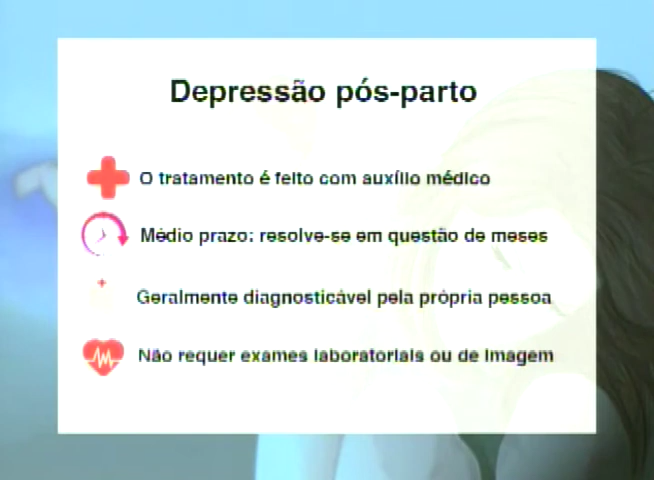 Depressão pós-parto
O tratamento é feito com auxílio médico
Médio prazo: resolve-se em questão de meses
Geralmente diagnosticável pela própria pessoa
Não requer exames laboratoriais ou de imagem